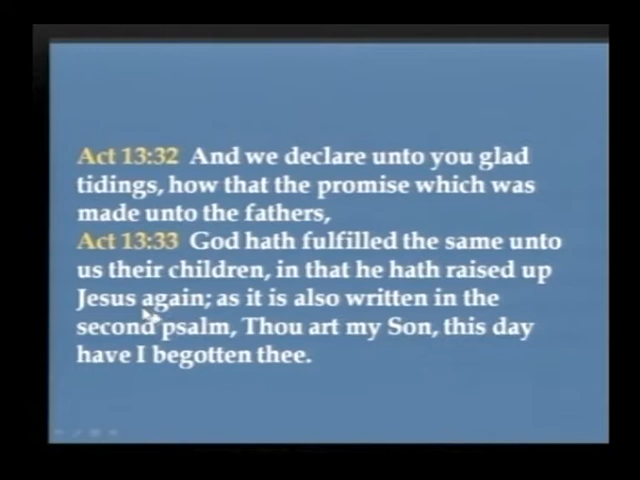 Act 13:32 And we declare unto you glad
tidings, how that the promise which was
made unto the fathers,
Act 13:33 God hath fulfilled the same unto
us their children, in that he hath raised up
Jesus again; as it is also written in the
second psalm, Thou art my Son, this day
have I begotten thee.